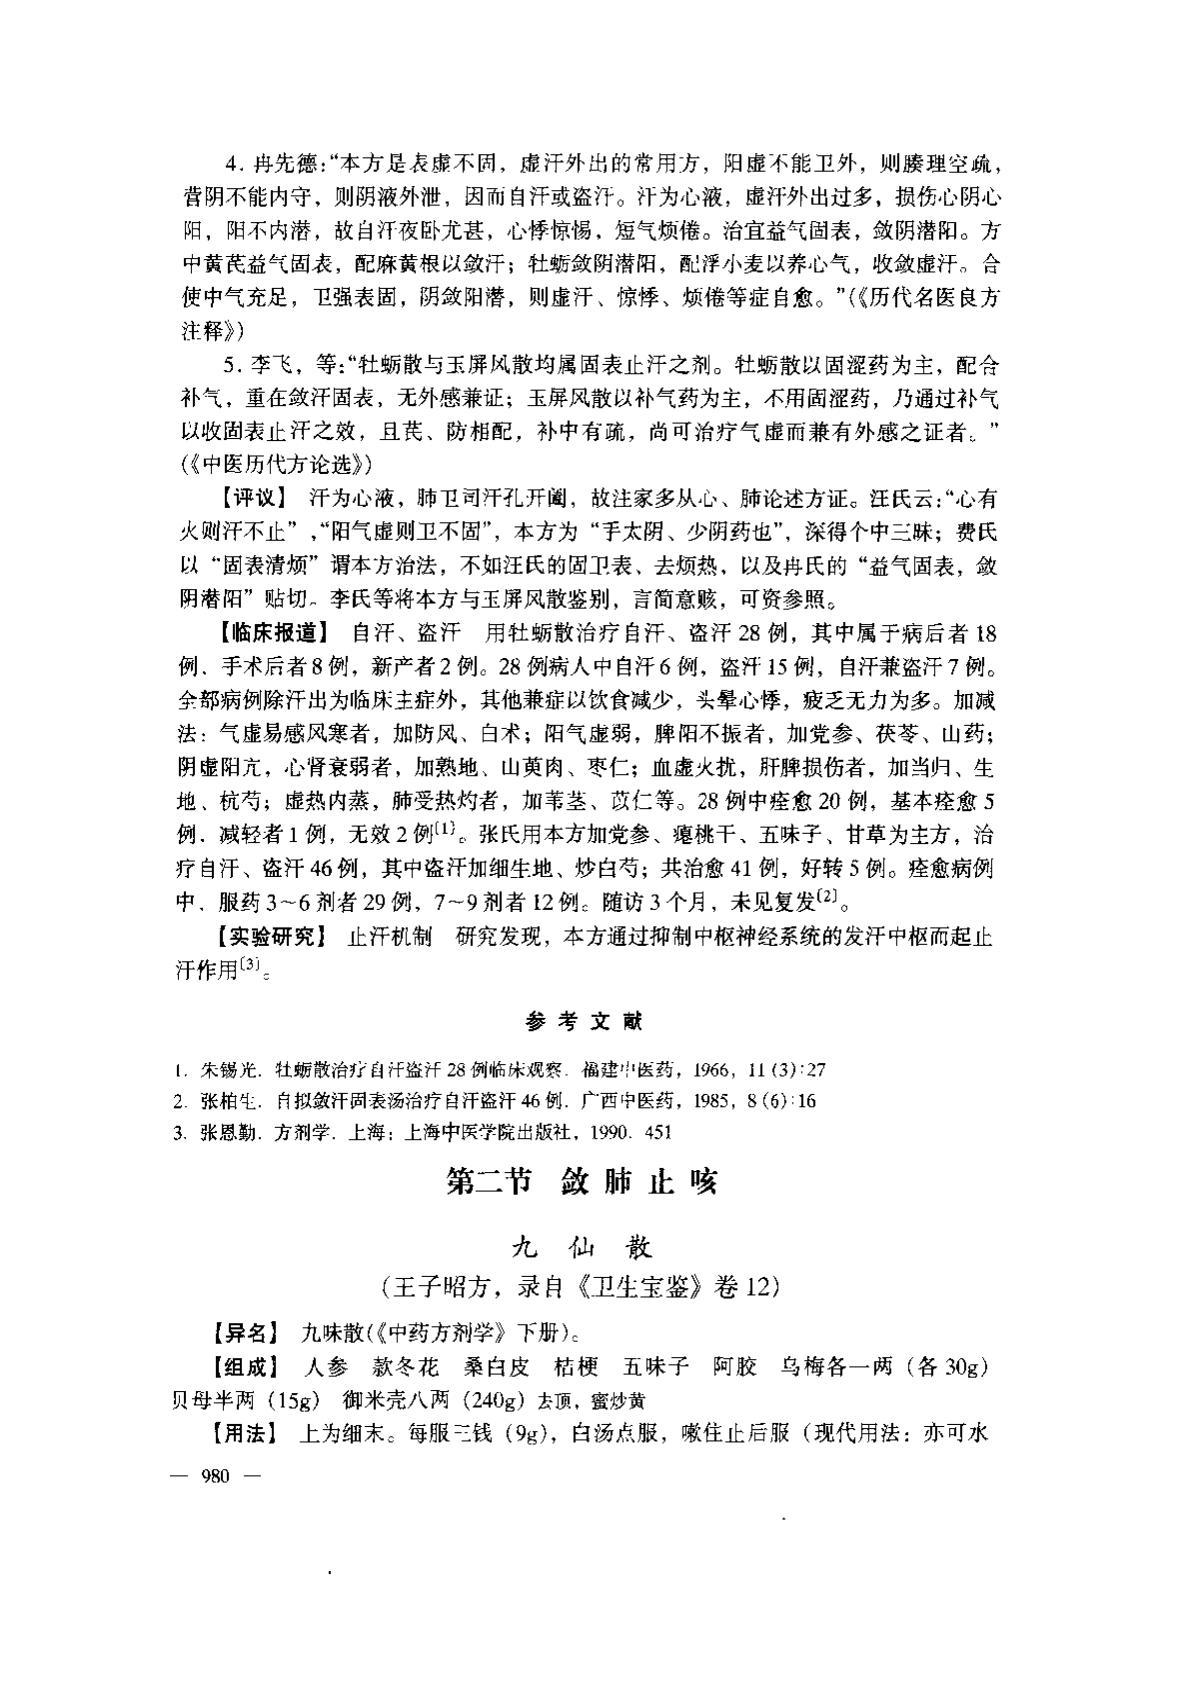 4. 冉先德:“本方是表虚不固，虚汗外出的常用方，阳虚不能卫外，则腠理空疏，
营阴不能内守，则阴液外泄，因而自汗或盗汗。汗为心液，虚汗外出过多，损伤心阴心
阳，阳不内潜，故自汗夜卧尤甚，心悸惊惕，短气烦倦。治宜益气固表，敛阴潜阳。方
中黄芪益气固表，配麻黄根以敛汗；牡蛎敛阴潜阳，配浮小麦以养心气，收敛虚汗。合
使中气充足，卫强表固，阴敛阳潜，则虚汗、惊悸、烦倦等症自愈。”(《历代名医良方
注释》)
5. 李飞，等:“牡蛎散与玉屏风散均属固表止汗之剂。牡蛎散以固涩药为主，配合
补气，重在敛汗固表，无外感兼证；玉屏风散以补气药为主，不用固涩药，乃通过补气
以收固表止汗之效，且芪、防相配，补中有疏，尚可治疗气虚而兼有外感之证者。”
(《中医历代方论选》)
【评议】 汗为心液，肺卫司汗孔开阖，故注家多从心、肺论述方证。汪氏云:“心有
火则汗不止”,“阳气虚则卫不固”，本方为“手太阴、少阴药也”，深得个中三昧；费氏
以“固表清烦”谓本方治法，不如汪氏的固卫表、去烦热，以及冉氏的“益气固表，敛
阴潜阳”贴切。李氏等将本方与玉屏风散鉴别，言简意赅，可资参照。
【临床报道】 自汗、盗汗 用牡蛎散治疗自汗、盗汗 28 例，其中属于病后者 18
例、手术后者 8 例，新产者 2 例。28 例病人中自汗 6 例，盗汗 15 例，自汗兼盗汗 7 例。
全部病例除汗出为临床主症外，其他兼症以饮食减少，头晕心悸，疲乏无力为多。加减
法：气虚易感风寒者，加防风、白术；阳气虚弱，脾阳不振者，加党参、茯苓、山药；
阴虚阳亢，心肾衰弱者，加熟地、山萸肉、枣仁；血虚火扰，肝脾损伤者，加当归、生
地、杭芍；虚热内蒸，肺受热灼者，加苇茎、苡仁等。28 例中痊愈 20 例，基本痊愈 5
例．减轻者 1 例，无效 2 例〔1〕。张氏用本方加党参、瘪桃干、五味子、甘草为主方，治
疗自汗、盗汗 46 例，其中盗汗加细生地、炒白芍；共治愈 41 例，好转 5 例。痊愈病例
中、服药 3～6 剂者 29 例，7～9 剂者 12 例。随访 3 个月，未见复发〔2〕。
【实验研究】 止汗机制 研究发现，本方通过抑制中枢神经系统的发汗中枢而起止
汗作用〔3〕。
参 考 文 献
1. 朱锡光．牡蛎散治疗自汗盗汗 28 例临床观察．福建中医药，1966，11 (3):27
2. 张柏生．自拟敛汗固表汤治疗自汗盗汗 46 例．广西中医药，1985，8 (6):16
3. 张恩勤．方剂学．上海：上海中医学院出版社，1990．451
第二节 敛 肺 止 咳
九 仙 散
(王子昭方，录自《卫生宝鉴》卷 12)
【异名】 九味散(《中药方剂学》下册)。
【组成】 人参 款冬花 桑白皮 桔梗 五味子 阿胶 乌梅各一两（各 30g）
贝母半两（15g） 御米壳八两（240g）去顶，蜜炒黄
【用法】 上为细末。每服三钱（9g)，白汤点服，嗽住止后服（现代用法：亦可水
— 980 —